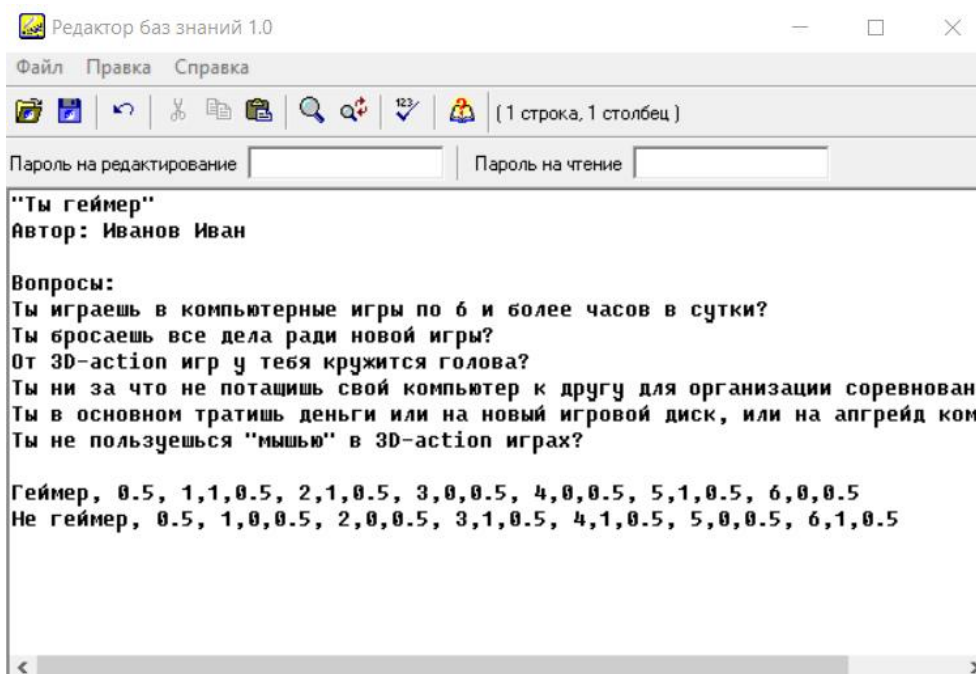 Редактор баз знаний 1.0
Файл Правка Справка
123 ( 1 строка, 1 столбец )
Пароль на редактирование Пароль на чтение
"Ты геймер"
Автор: Иванов Иван
Вопросы:
Ты играешь в компьютерные игры по 6 и более часов в сутки?
Ты бросаешь все дела ради новой игры?
От 3D-action игр у тебя кружится голова?
Ты ни за что не поташишь свой компьютер к другу для организации соревнован
Ты в основном тратишь деньги или на новый игровой диск, или на апгрейд ком
Ты не пользуешься "мышью" в 3D-action играх?
Геймер, 0.5, 1,1,0.5, 2,1,0.5, 3,0,0.5, 4,0,0.5, 5,1,0.5, 6,0,0.5
Не геймер, 0.5, 1,0,0.5, 2,0,0.5, 3,1,0.5, 4,1,0.5, 5,0,0.5, 6,1,0.5